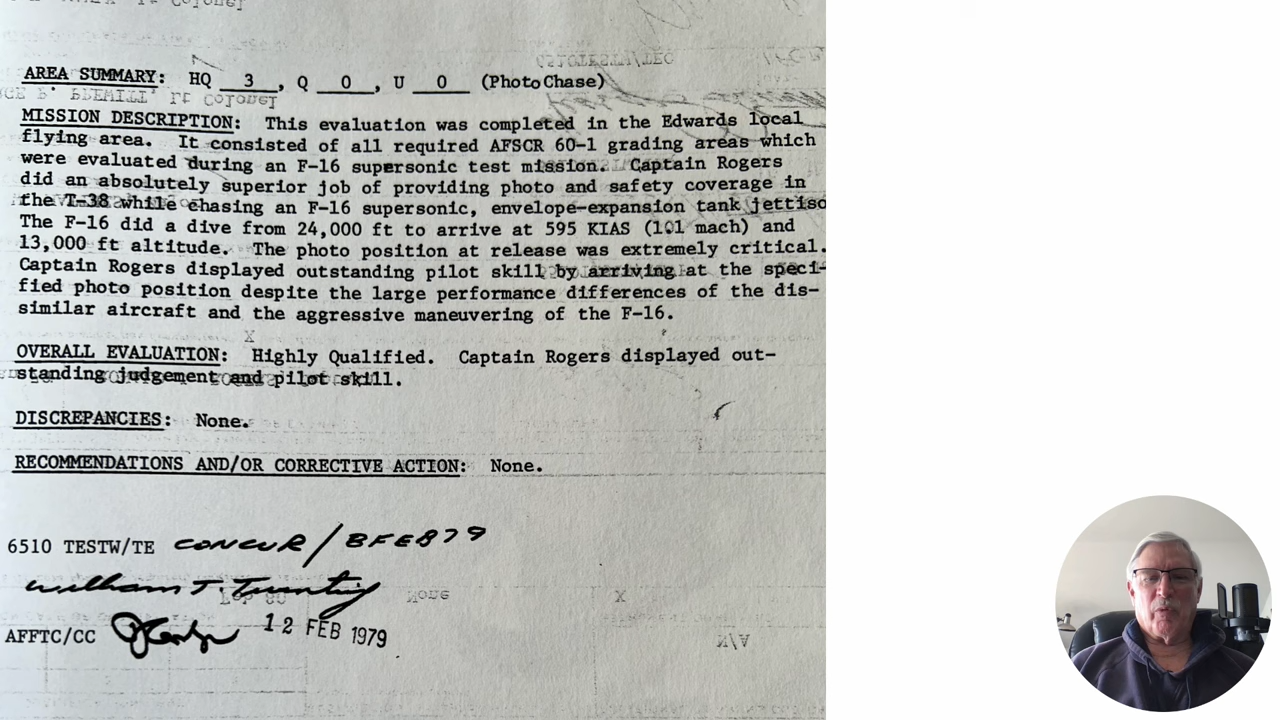 AREA SUMMARY: HQ 3, Q 0, U 0 (Photo Chase)
MISSION DESCRIPTION: This evaluation was completed in the Edwards local
flying area. It consisted of all required AFSCR 60-1 grading areas which
were evaluated during an F-16 supersonic test mission. Captain Rogers
did an absolutely superior job of providing photo and safety coverage in
the T-38 while chasing an F-16 supersonic, envelope-expansion tank jettiso
The F-16 did a dive from 24,000 ft to arrive at 595 KIAS (1.1 mach) and
13,000 ft altitude. The photo position at release was extremely critical.
Captain Rogers displayed outstanding pilot skill by arriving at the speci-
fied photo position despite the large performance differences of the dis-
similar aircraft and the aggressive maneuvering of the F-16.
OVERALL EVALUATION: Highly Qualified. Captain Rogers displayed out-
standing judgement and pilot skill.
DISCREPANCIES: None.
RECOMMENDATIONS AND/OR CORRECTIVE ACTION: None.
6510 TESTW/TE CONCUR/BFE879
William T.
AFFTC/CC 12 FEB 1979